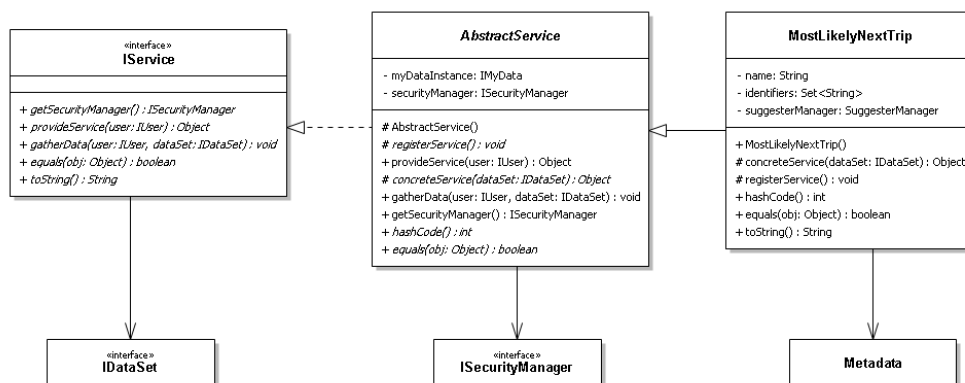 «interface»
IService
+ getSecurityManager() : ISecurityManager
+ provideService(user: IUser) : Object
+ gatherData(user: IUser, dataSet: IDataSet) : void
+ equals(obj: Object) : boolean
+ toString() : String
AbstractService
- myDataInstance: IMyData
- securityManager: ISecurityManager
# AbstractService()
# registerService() : void
+ provideService(user: IUser) : Object
# concreteService(dataSet: IDataSet) : Object
+ gatherData(user: IUser, dataSet: IDataSet) : void
+ getSecurityManager() : ISecurityManager
+ hashCode() : int
+ equals(obj: Object) : boolean
MostLikelyNextTrip
- name: String
- identifiers: Set<String>
- suggesterManager: SuggesterManager
+ MostLikelyNextTrip()
# concreteService(dataSet: IDataSet) : Object
# registerService() : void
+ hashCode() : int
+ equals(obj: Object) : boolean
+ toString() : String
«interface»
IDataSet
«interface»
ISecurityManager
Metadata